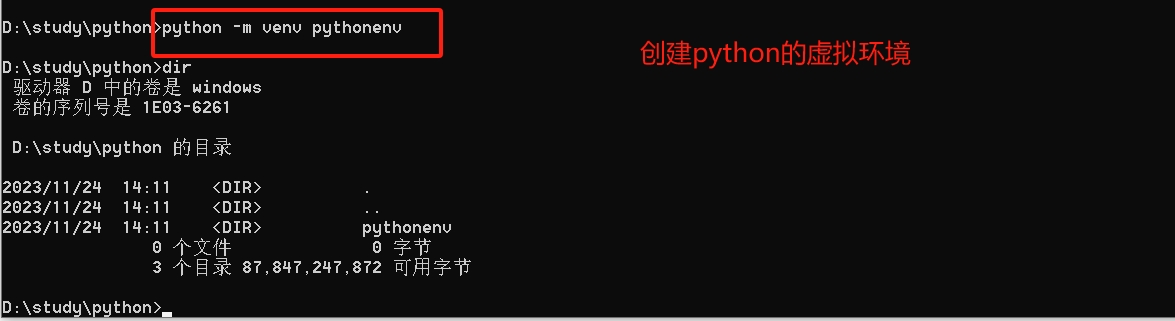 D:\study\python>python -m venv pythonenv
创建python的虚拟环境
D:\study\python>dir
驱动器 D 中的卷是 windows
卷的序列号是 1E03-6261
D:\study\python 的目录
2023/11/24  14:11    <DIR>          .
2023/11/24  14:11    <DIR>          ..
2023/11/24  14:11    <DIR>          pythonenv
0 个文件              0 字节
3 个目录 87,847,247,872 可用字节
D:\study\python>